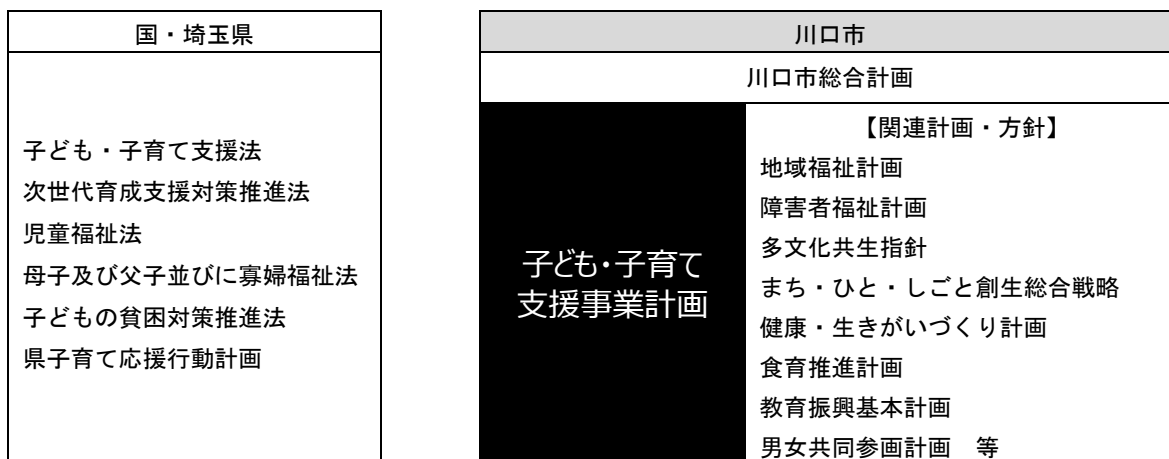 国・埼玉県
子ども・子育て支援法
次世代育成支援対策推進法
児童福祉法
母子及び父子並びに寡婦福祉法
子どもの貧困対策推進法
県子育て応援行動計画
川口市
川口市総合計画
子ども・子育て
支援事業計画
【関連計画・方針】
地域福祉計画
障害者福祉計画
多文化共生指針
まち・ひと・しごと創生総合戦略
健康・生きがいづくり計画
食育推進計画
教育振興基本計画
男女共同参画計画　等